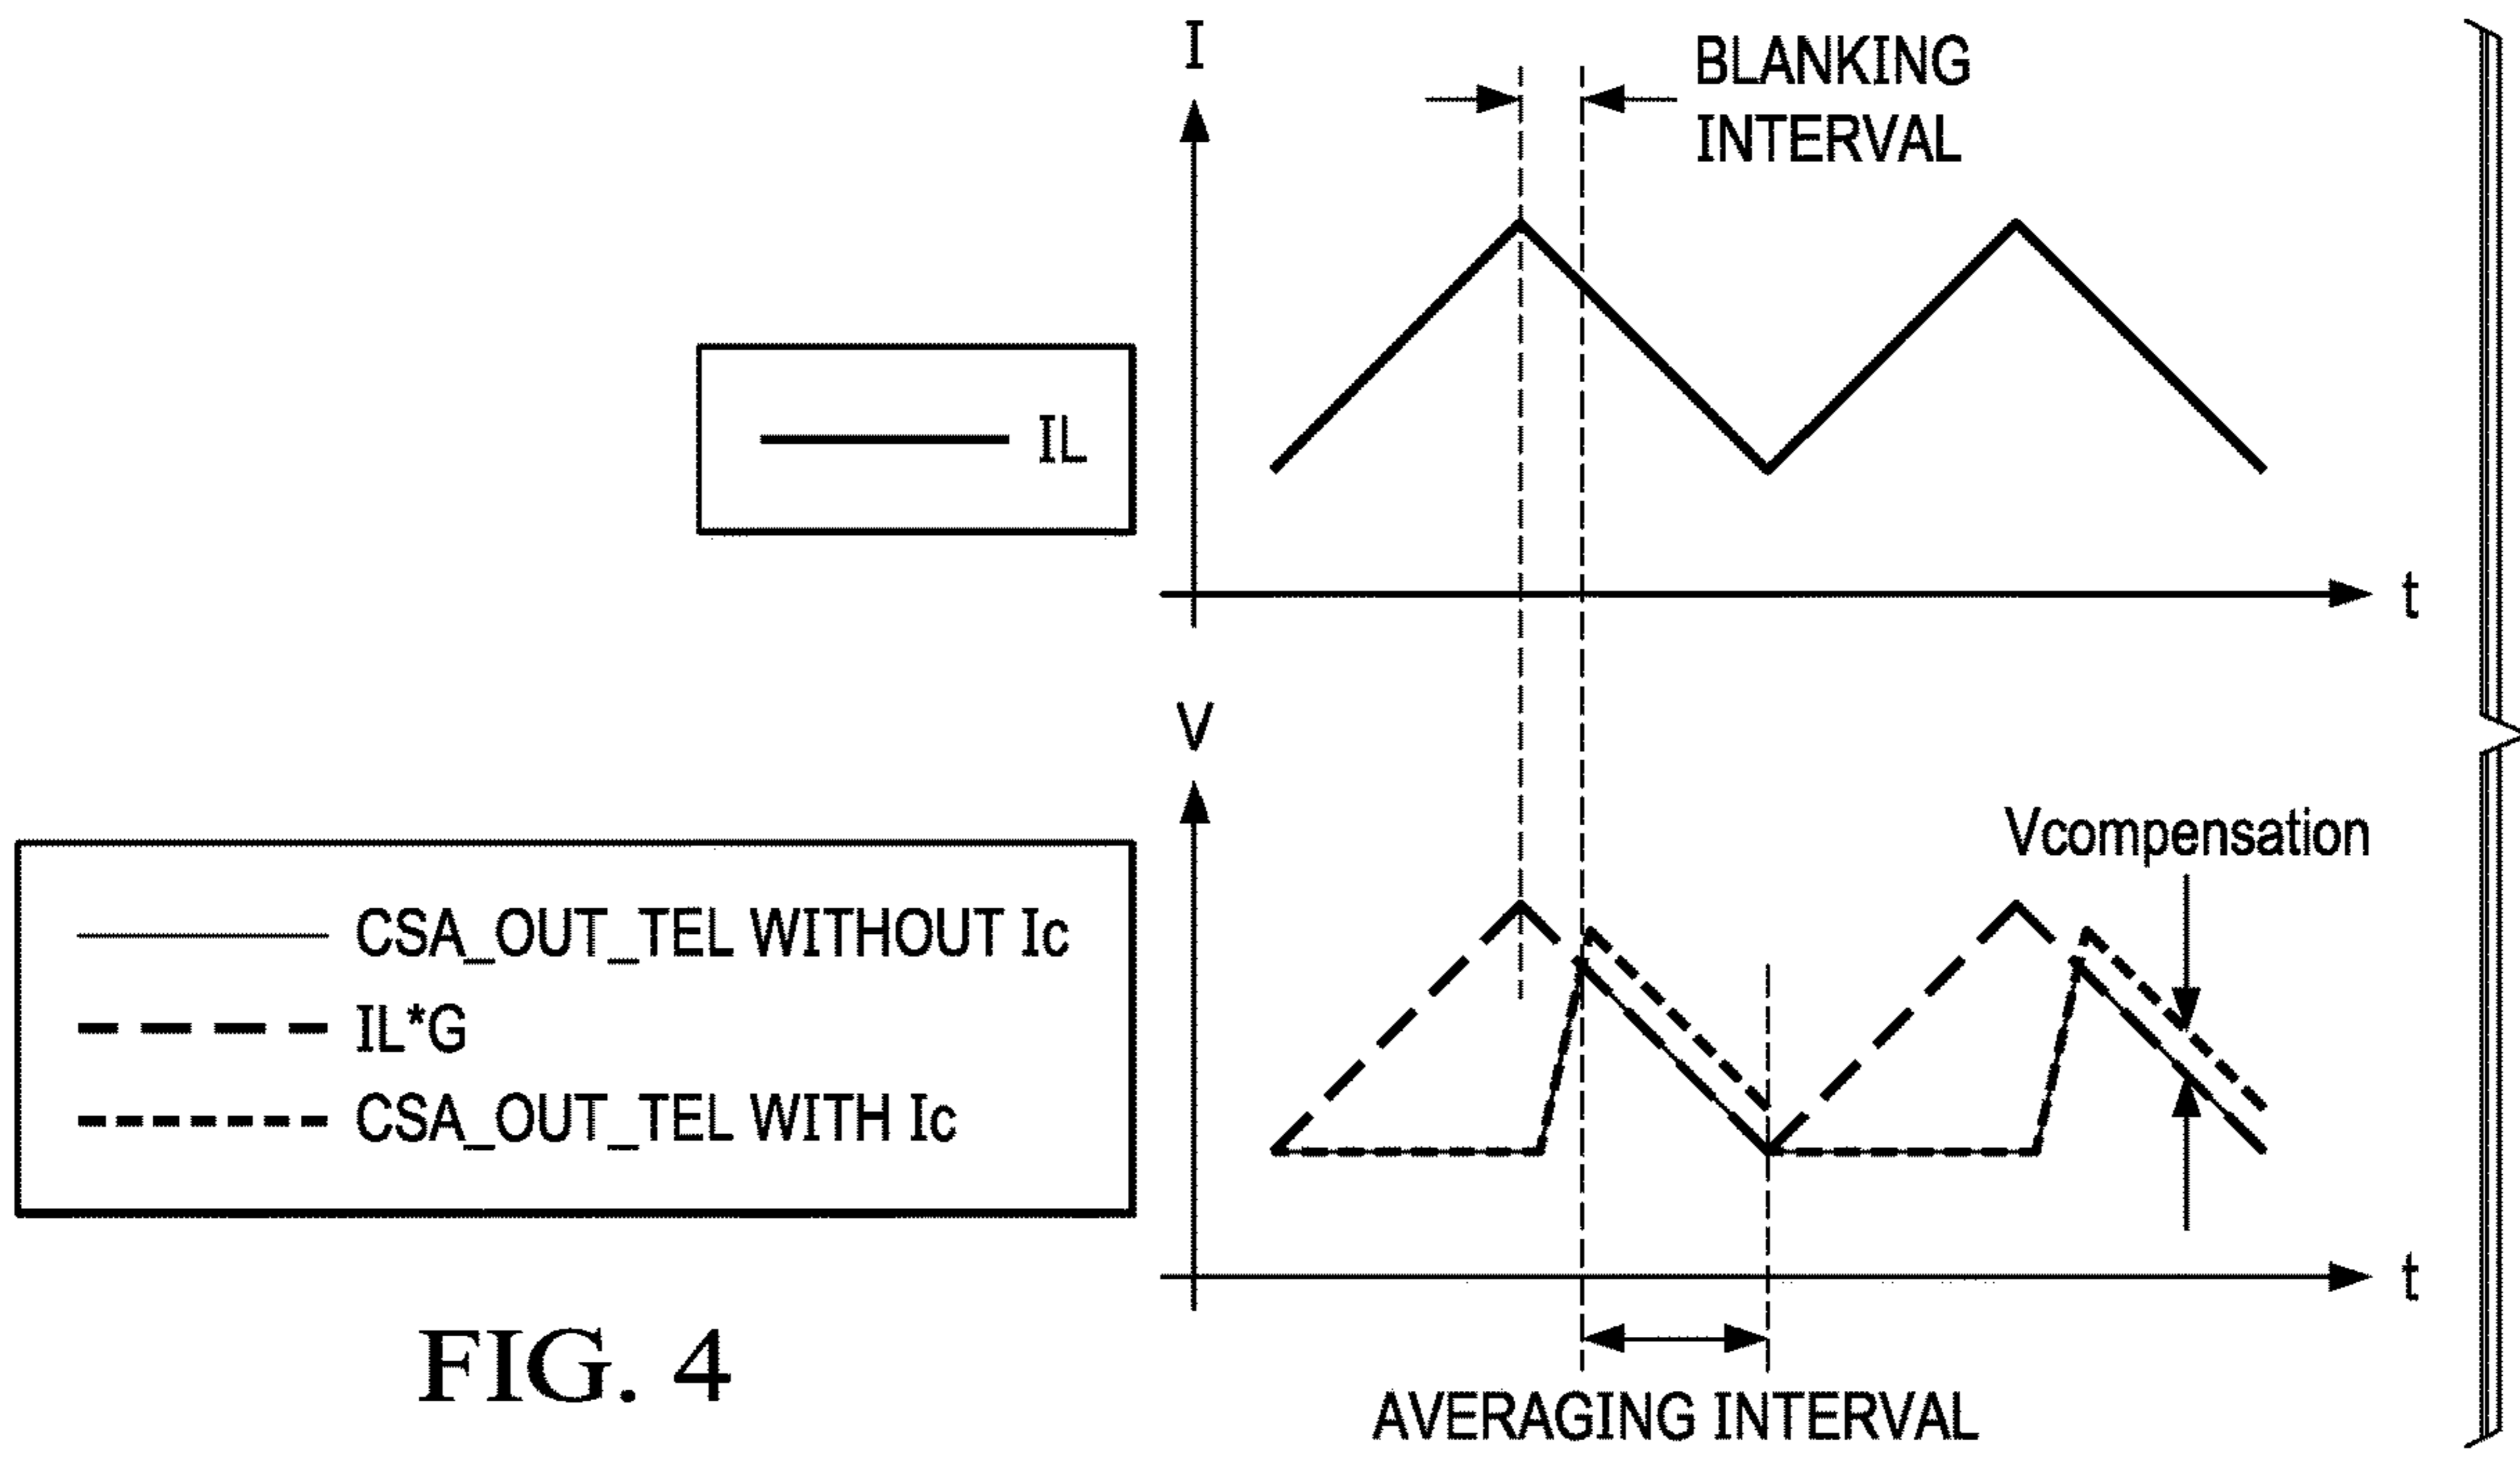 I
BLANKING
INTERVAL
IL
t
V
Vcompensation
CSA_OUT_TEL WITHOUT Ic
IL*G
CSA_OUT_TEL WITH Ic
t
AVERAGING INTERVAL
FIG. 4